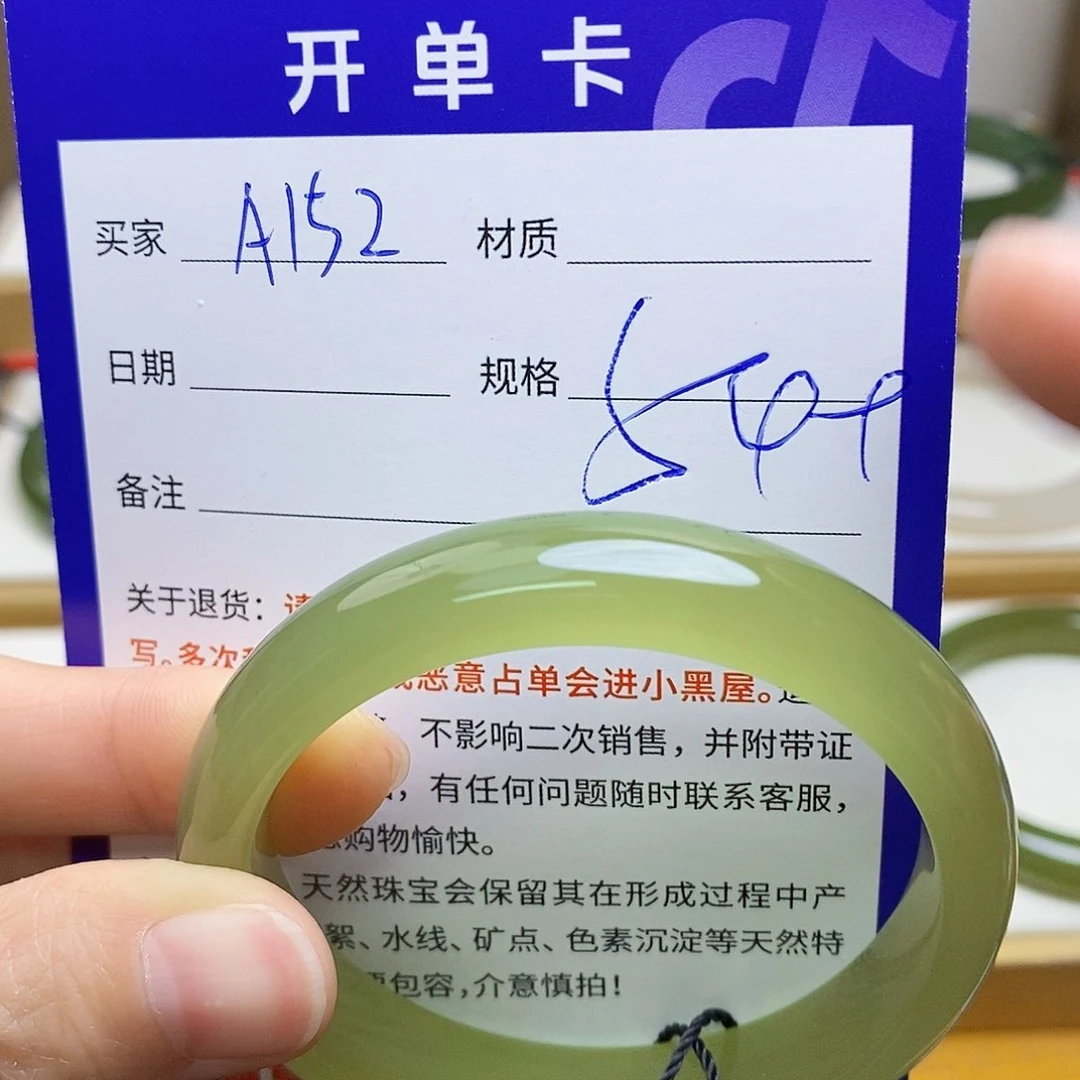 开单卡
买家 A152 材质
日期 规格
备注
关于退货：请
写。多次
恶意占单会进小黑屋。
不影响二次销售，并附带证
，有任何问题随时联系客服，
购物愉快。
天然珠宝会保留其在形成过程中产
絮、水线、矿点、色素沉淀等天然特
包容，介意慎拍！